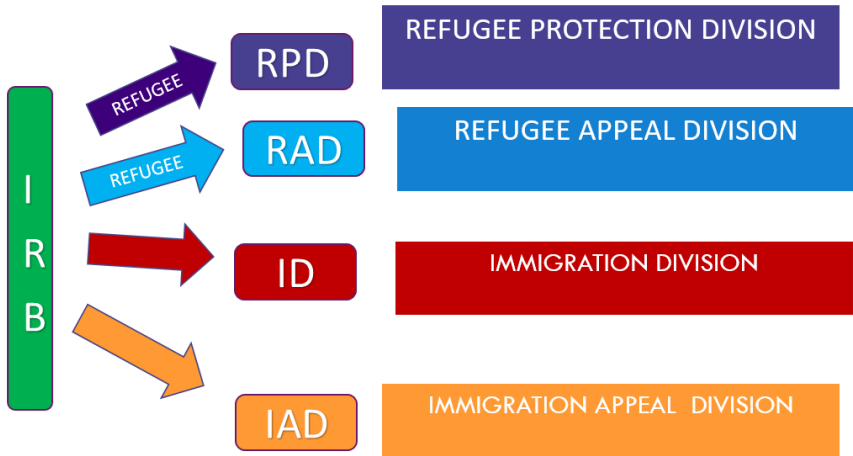 I
R
B
REFUGEE
RPD
REFUGEE PROTECTION DIVISION
REFUGEE
RAD
REFUGEE APPEAL DIVISION
ID
IMMIGRATION DIVISION
IAD
IMMIGRATION APPEAL  DIVISION